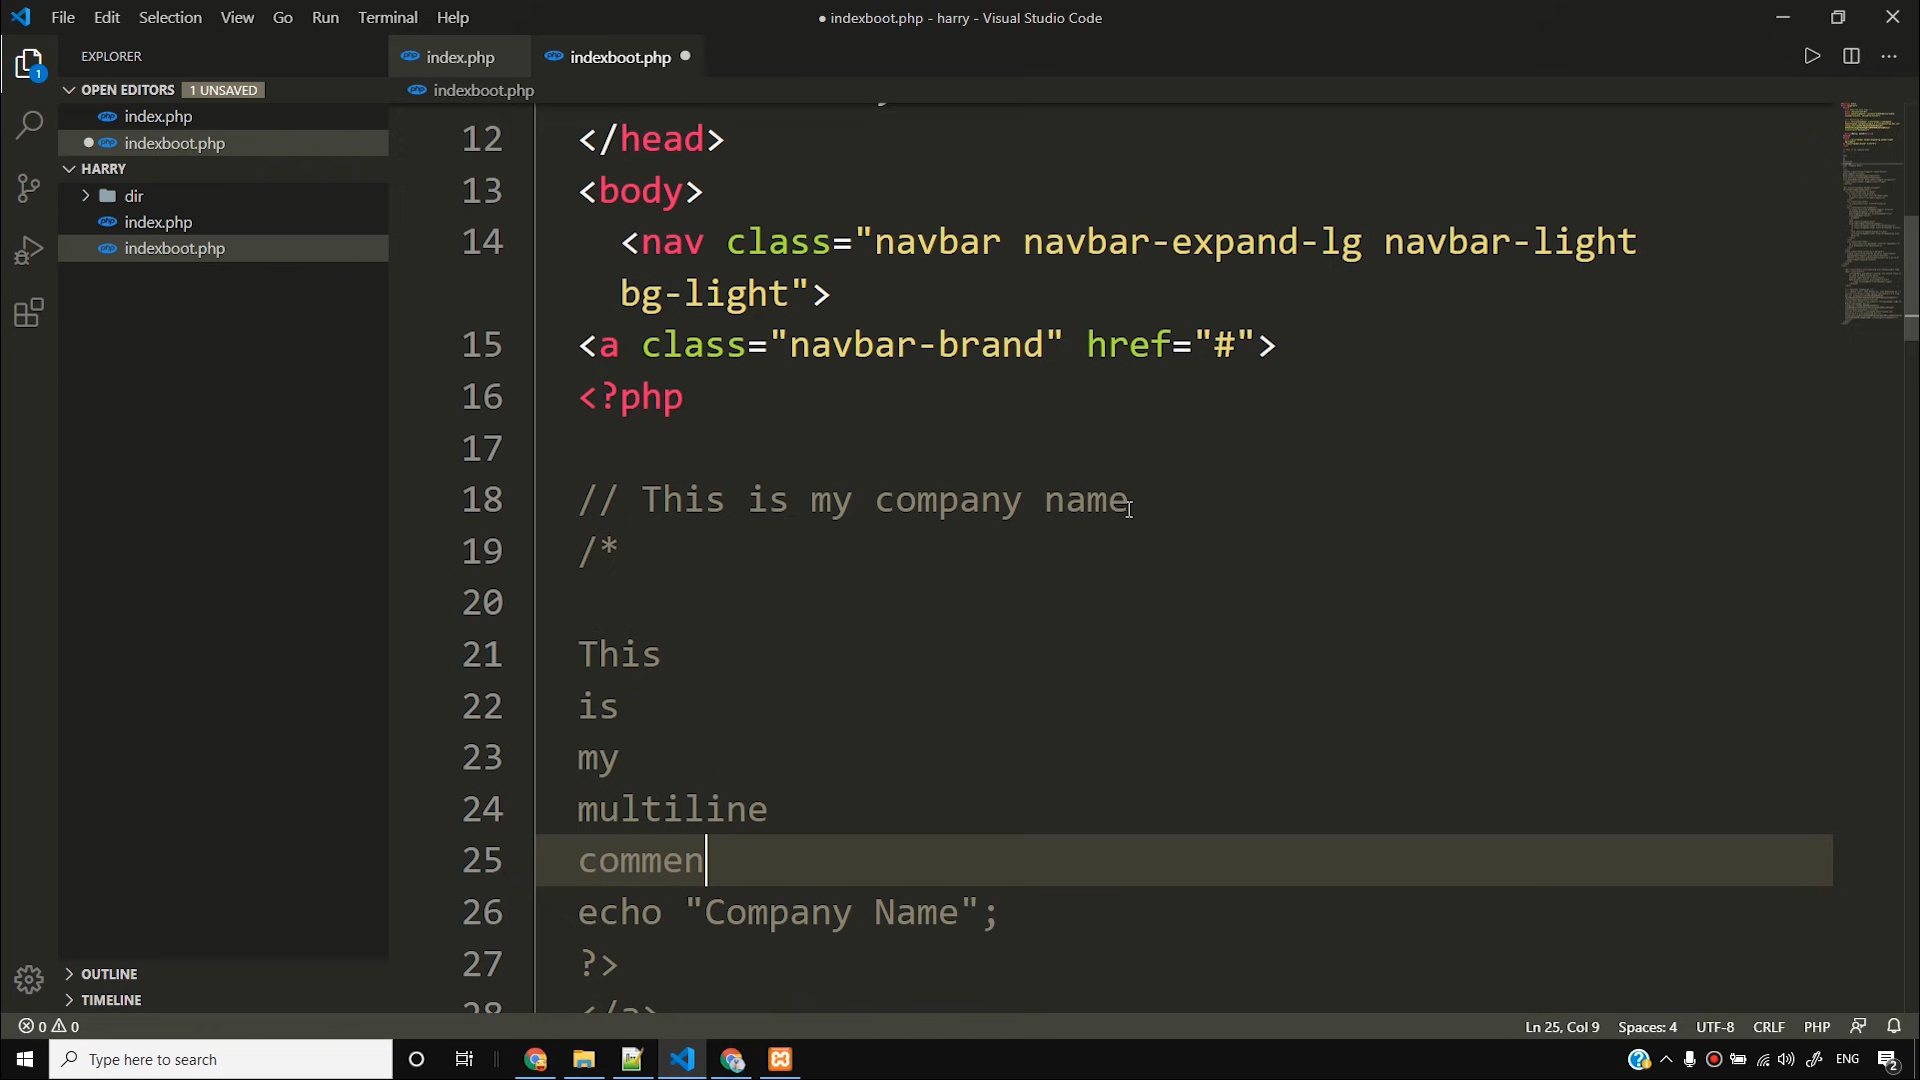 File Edit Selection View Go Run Terminal Help
● indexboot.php - harry - Visual Studio Code
EXPLORER
1
OPEN EDITORS 1 UNSAVED
index.php
indexboot.php
HARRY
dir
index.php
indexboot.php
OUTLINE
TIMELINE
index.php
indexboot.php
indexboot.php
12 </head>
13 <body>
14 <nav class="navbar navbar-expand-lg navbar-light
bg-light">
15 <a class="navbar-brand" href="#">
16 <?php
17
18 // This is my company name
19 /*
20
21 This
22 is
23 my
24 multiline
25 commen
26 echo "Company Name";
27 ?>
28 </a>
0 0
Ln 25, Col 9 Spaces: 4 UTF-8 CRLF PHP
Type here to search
ENG
2